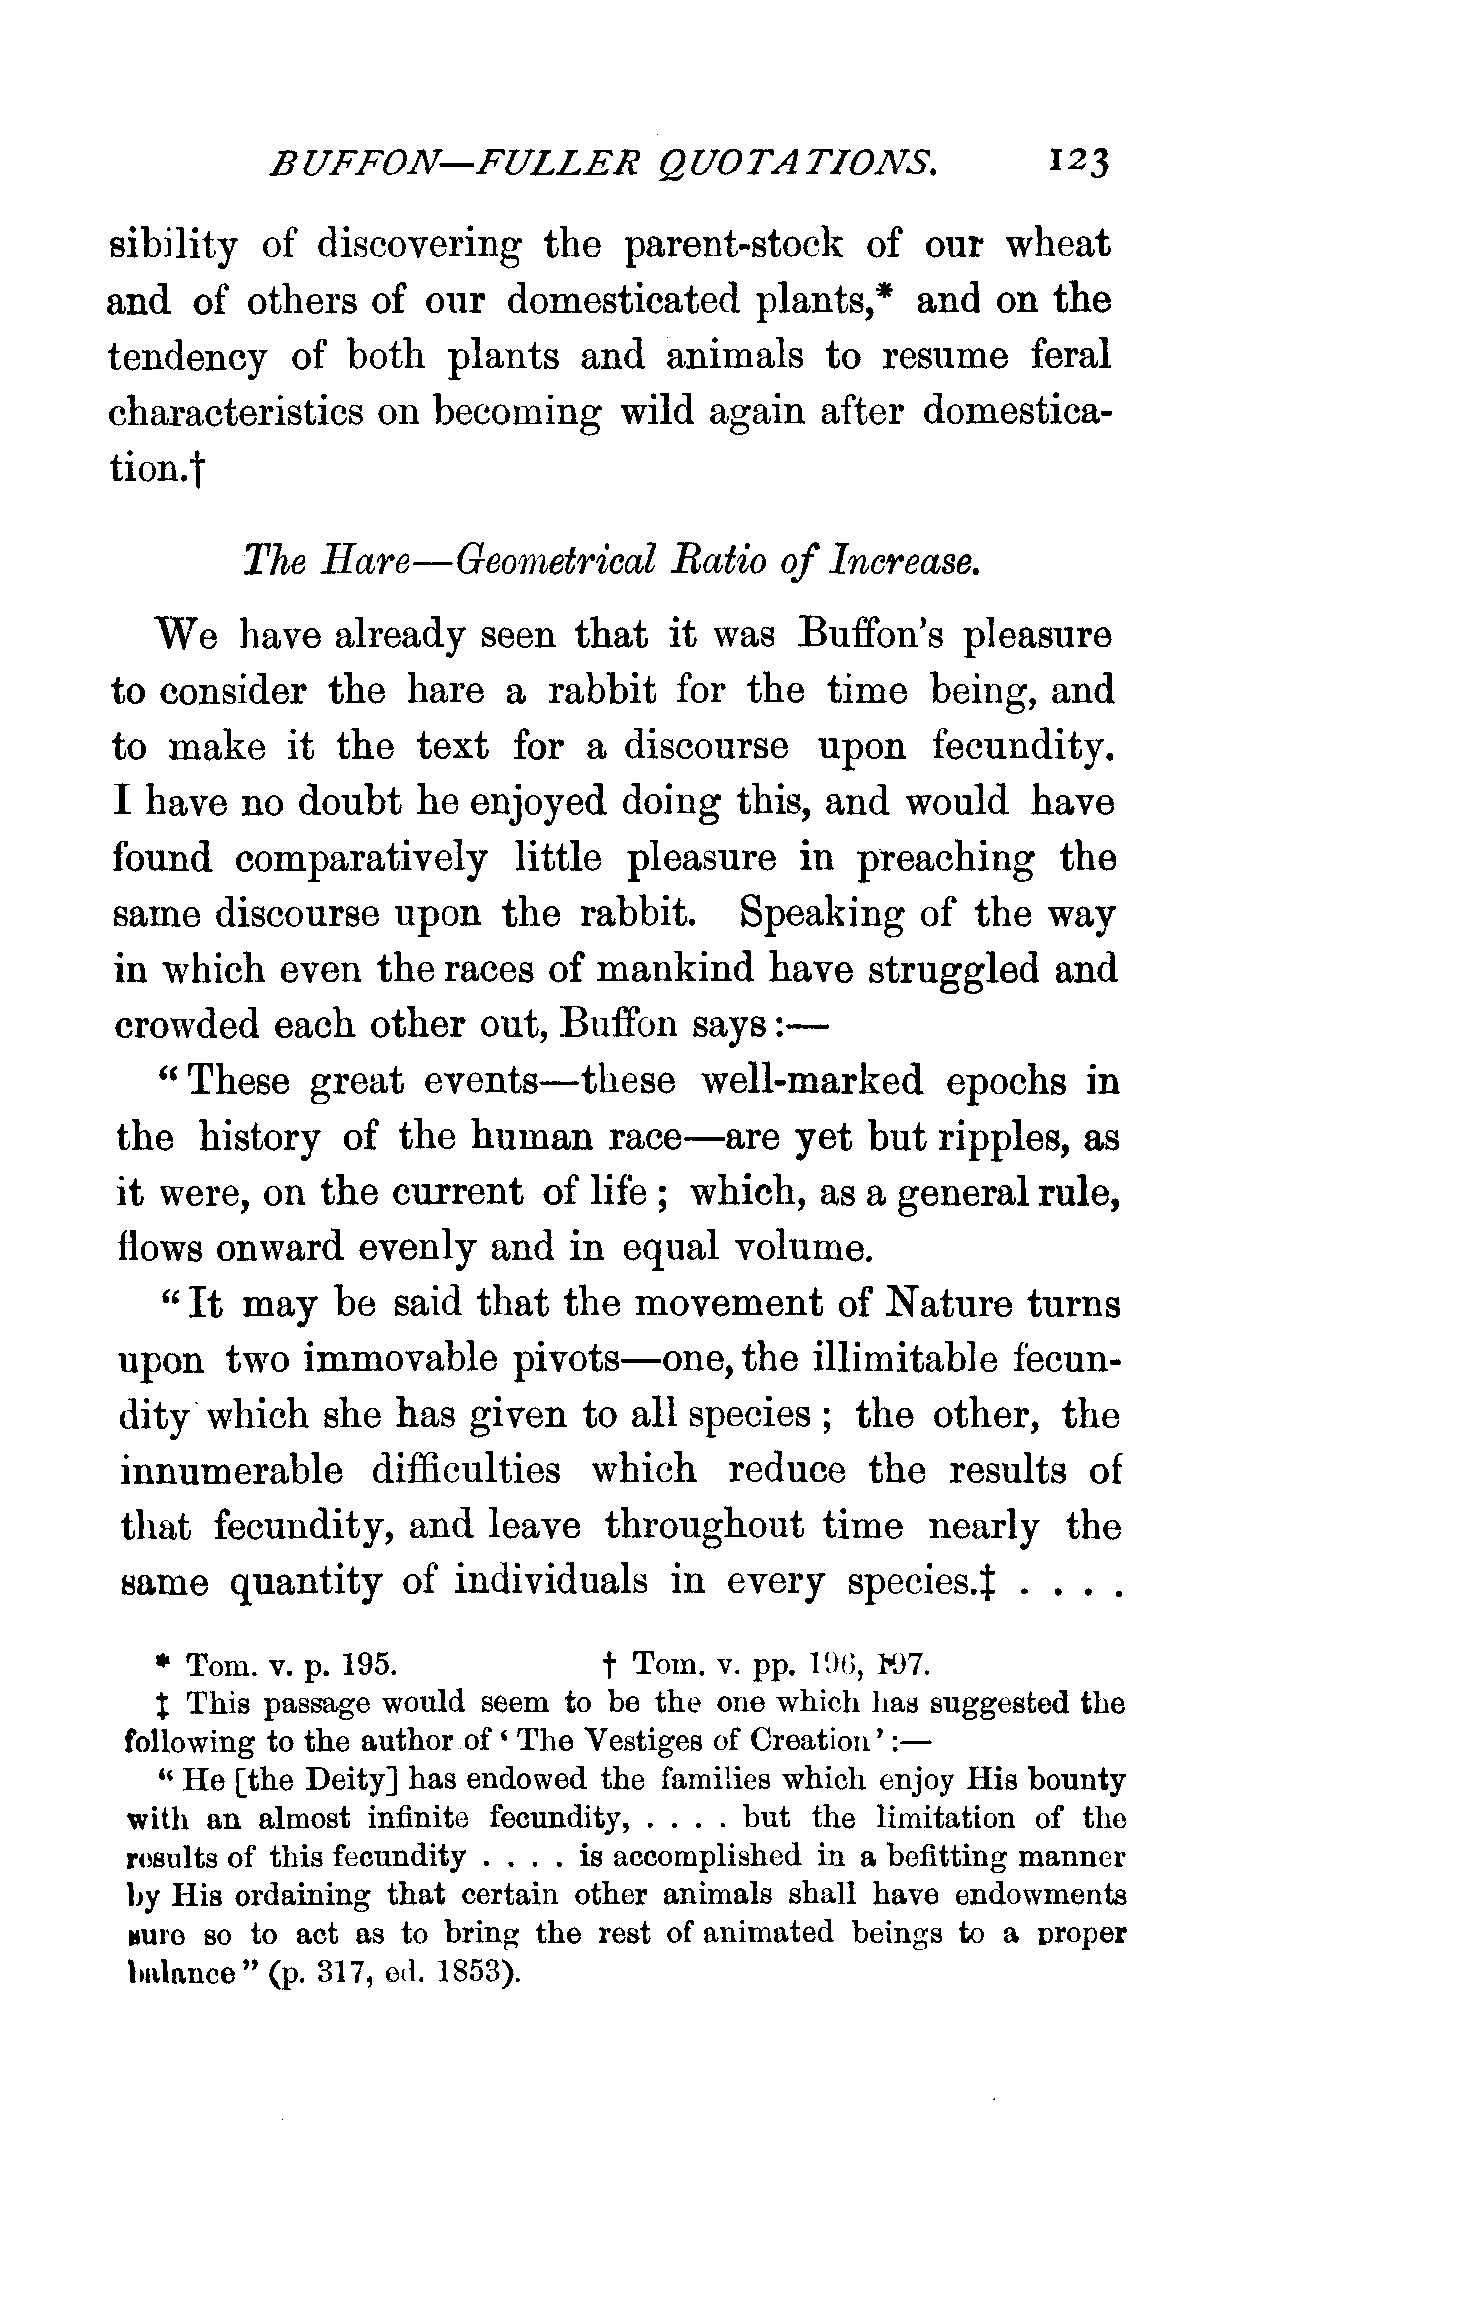 BUFFON—FULLER QUOTATIONS. 123
sibility of discovering the parent-stock of our wheat
and of others of our domesticated plants,* and on the
tendency of both plants and animals to resume feral
characteristics on becoming wild again after domestica-
tion.†
The Hare—Geometrical Ratio of Increase.
We have already seen that it was Buffon's pleasure
to consider the hare a rabbit for the time being, and
to make it the text for a discourse upon fecundity.
I have no doubt he enjoyed doing this, and would have
found comparatively little pleasure in preaching the
same discourse upon the rabbit. Speaking of the way
in which even the races of mankind have struggled and
crowded each other out, Buffon says :—
“ These great events—these well-marked epochs in
the history of the human race—are yet but ripples, as
it were, on the current of life ; which, as a general rule,
flows onward evenly and in equal volume.
“ It may be said that the movement of Nature turns
upon two immovable pivots—one, the illimitable fecun-
dity which she has given to all species ; the other, the
innumerable difficulties which reduce the results of
that fecundity, and leave throughout time nearly the
same quantity of individuals in every species.‡ . . . .
* Tom. v. p. 195. † Tom. v. pp. 196, 197.
‡ This passage would seem to be the one which has suggested the
following to the author of ‘ The Vestiges of Creation ’ :—
“ He [the Deity] has endowed the families which enjoy His bounty
with an almost infinite fecundity, . . . . but the limitation of the
results of this fecundity . . . . is accomplished in a befitting manner
by His ordaining that certain other animals shall have endowments
sure so to act as to bring the rest of animated beings to a proper
balance ” (p. 317, ed. 1853).